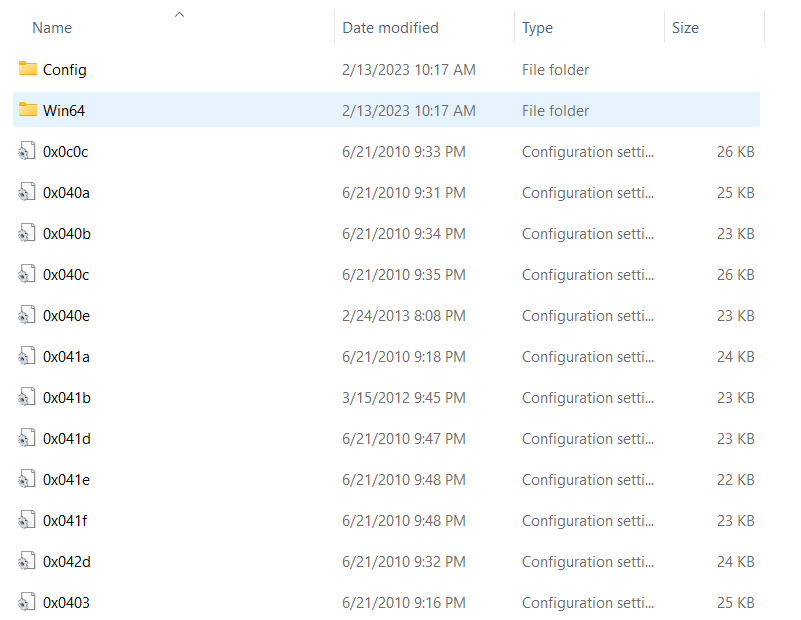 Name Date modified Type Size
Config 2/13/2023 10:17 AM File folder
Win64 2/13/2023 10:17 AM File folder
0x0c0c 6/21/2010 9:33 PM Configuration setti... 26 KB
0x040a 6/21/2010 9:31 PM Configuration setti... 25 KB
0x040b 6/21/2010 9:34 PM Configuration setti... 23 KB
0x040c 6/21/2010 9:35 PM Configuration setti... 26 KB
0x040e 2/24/2013 8:08 PM Configuration setti... 23 KB
0x041a 6/21/2010 9:18 PM Configuration setti... 24 KB
0x041b 3/15/2012 9:45 PM Configuration setti... 23 KB
0x041d 6/21/2010 9:47 PM Configuration setti... 23 KB
0x041e 6/21/2010 9:48 PM Configuration setti... 22 KB
0x041f 6/21/2010 9:48 PM Configuration setti... 23 KB
0x042d 6/21/2010 9:32 PM Configuration setti... 24 KB
0x0403 6/21/2010 9:16 PM Configuration setti... 25 KB